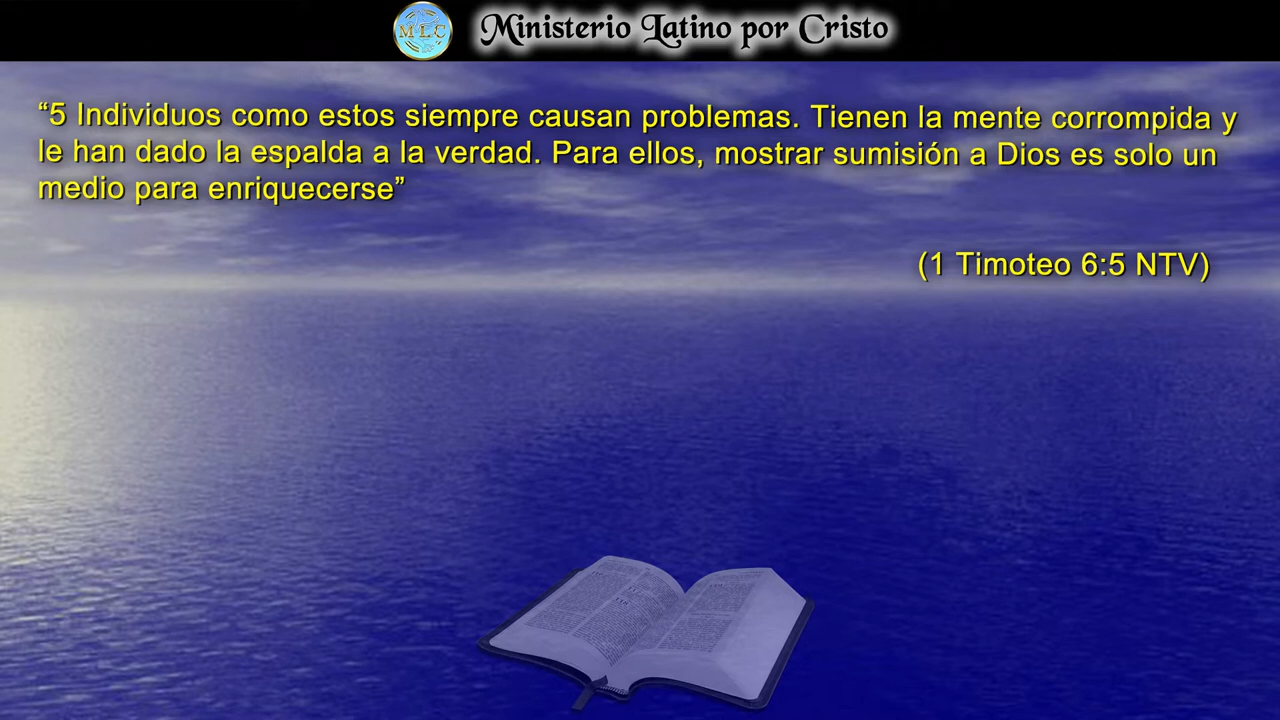 MLC
Ministerio Latino por Cristo
“5 Individuos como estos siempre causan problemas. Tienen la mente corrompida y
le han dado la espalda a la verdad. Para ellos, mostrar sumisión a Dios es solo un
medio para enriquecerse”
(1 Timoteo 6:5 NTV)